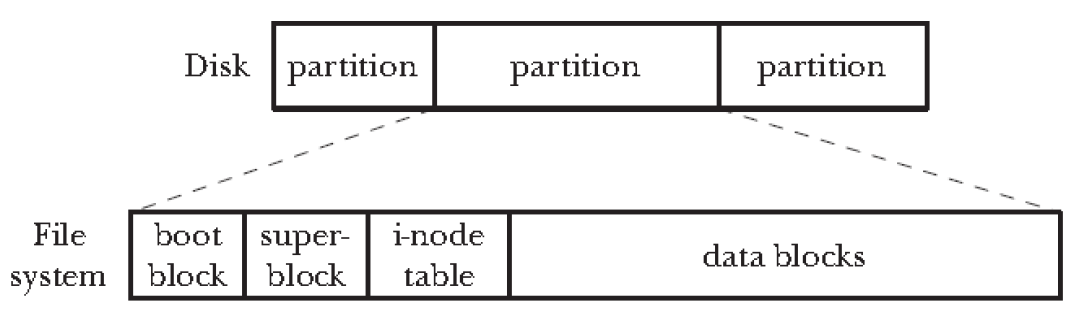 Disk partition partition partition
File system
boot block
super-block
i-node table
data blocks